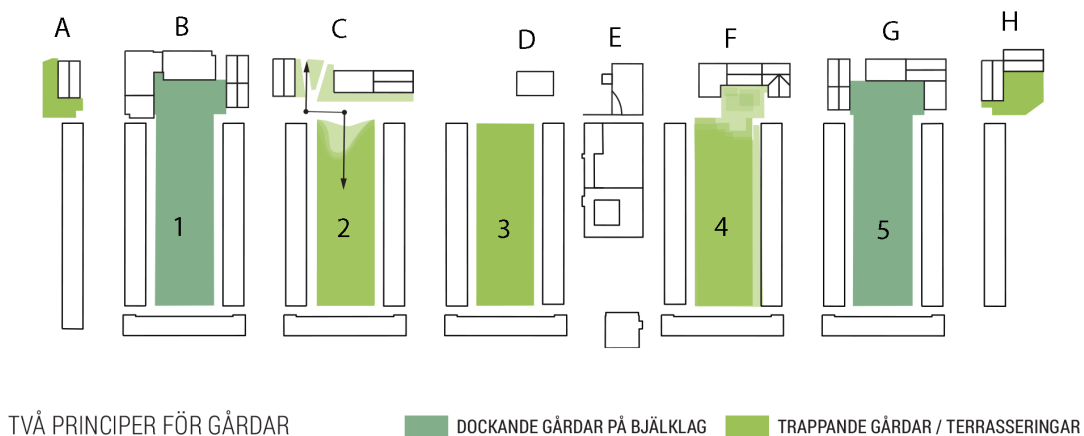 A B C D E F G H
1 2 3 4 5
TVÅ PRINCIPER FÖR GÅRDAR
DOCKANDE GÅRDAR PÅ BJÄLKLAG
TRAPPANDE GÅRDAR / TERRASSERINGAR